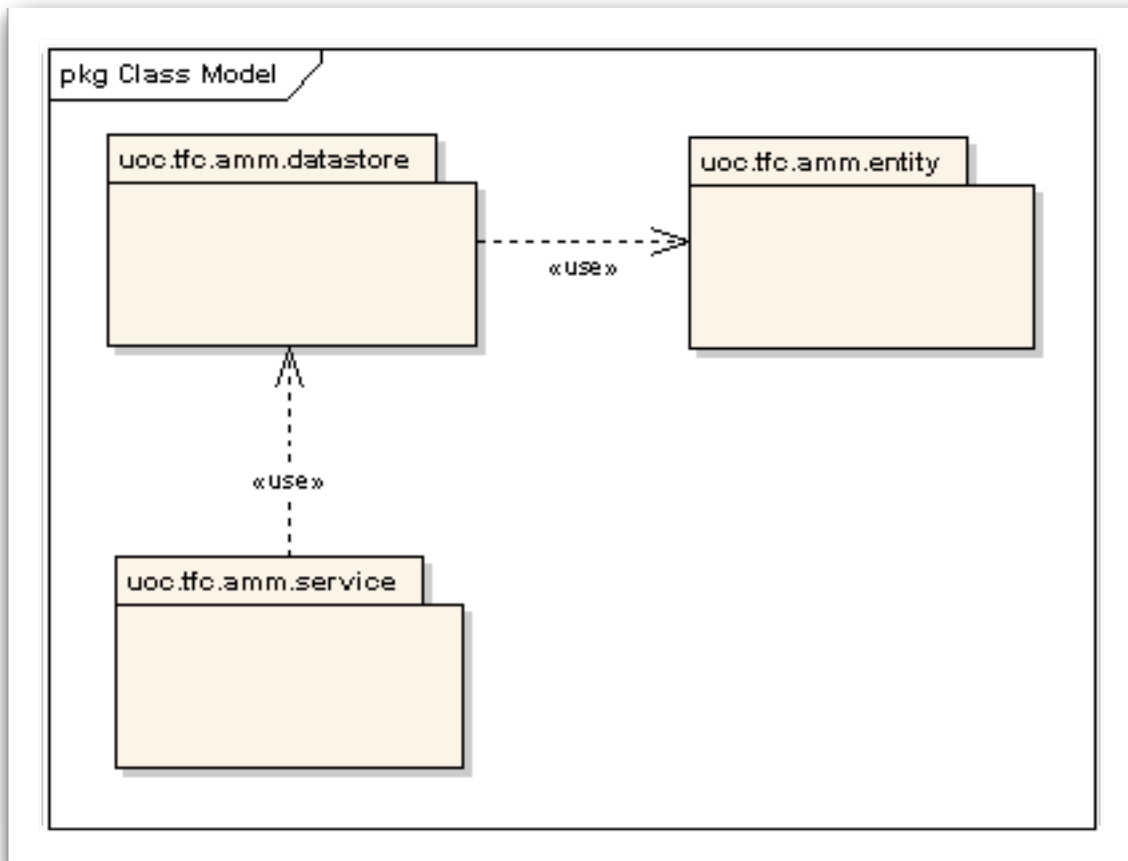 pkg Class Model
uoc.tfc.amm.datastore
uoc.tfc.amm.entity
«use»
«use»
uoc.tfc.amm.service